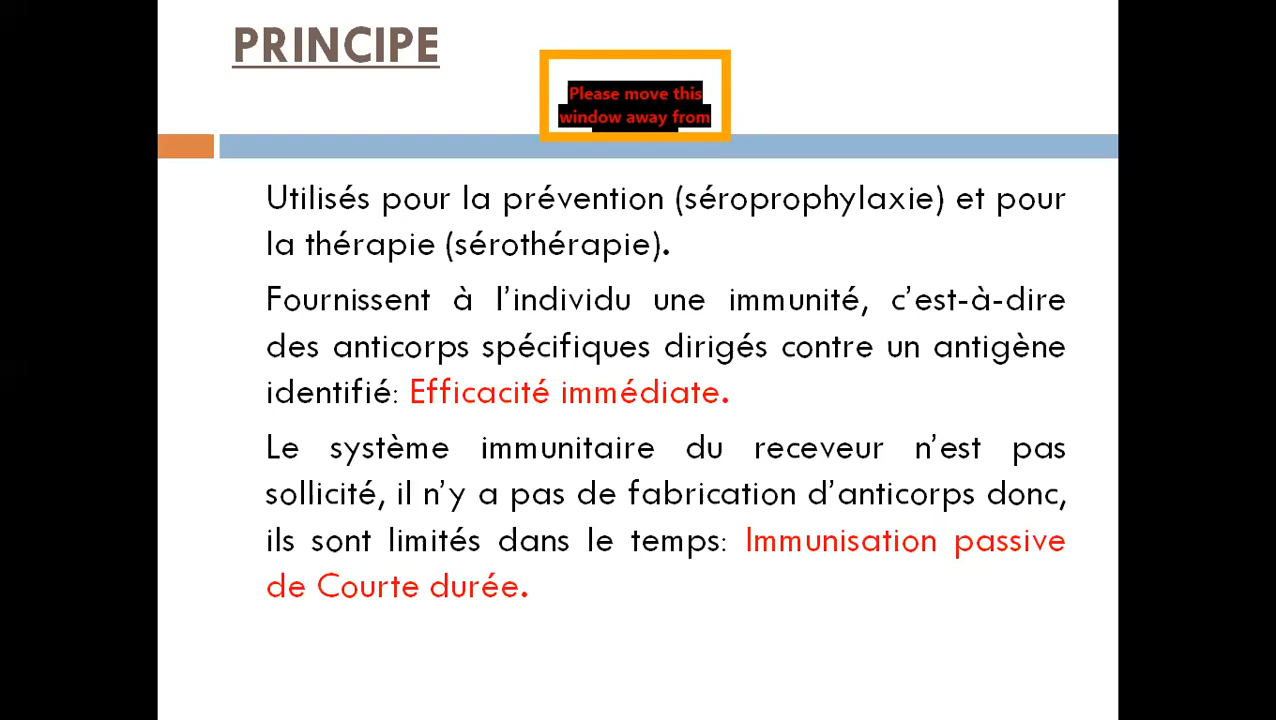 PRINCIPE
Please move this
window away from
Utilisés pour la prévention (séroprophylaxie) et pour
la thérapie (sérothérapie).
Fournissent à l’individu une immunité, c’est-à-dire
des anticorps spécifiques dirigés contre un antigène
identifié: Efficacité immédiate.
Le système immunitaire du receveur n’est pas
sollicité, il n’y a pas de fabrication d’anticorps donc,
ils sont limités dans le temps: Immunisation passive
de Courte durée.